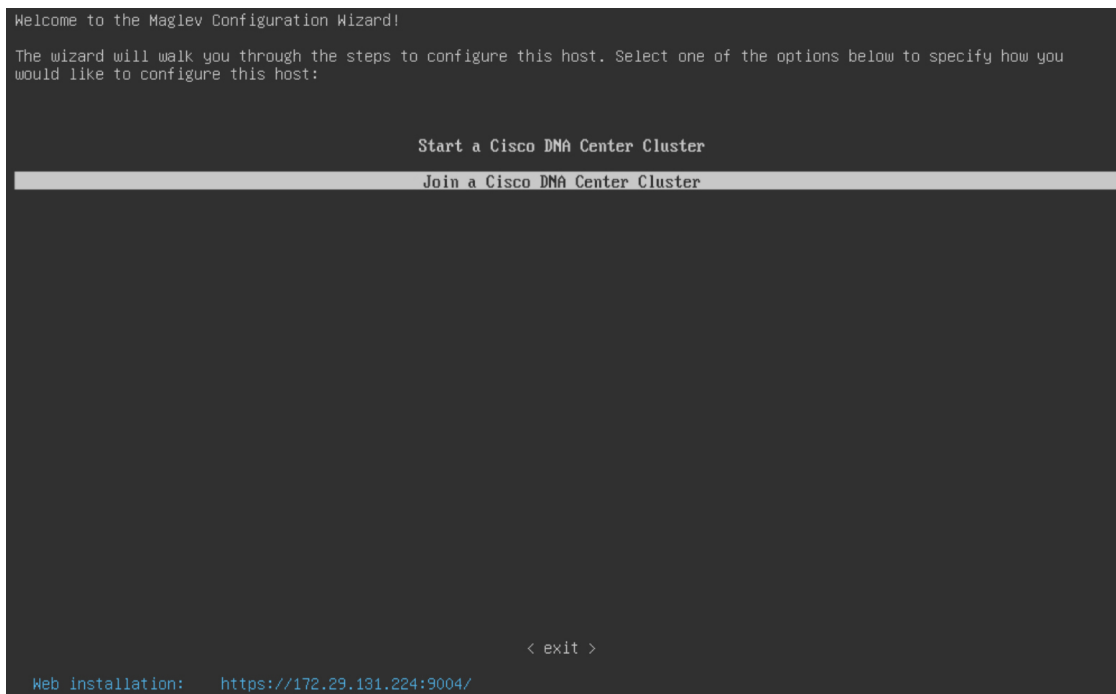 Welcome to the Maglev Configuration Wizard!
The wizard will walk you through the steps to configure this host. Select one of the options below to specify how you
would like to configure this host:
Start a Cisco DNA Center Cluster
Join a Cisco DNA Center Cluster
< exit >
Web installation: https://172.29.131.224:9004/